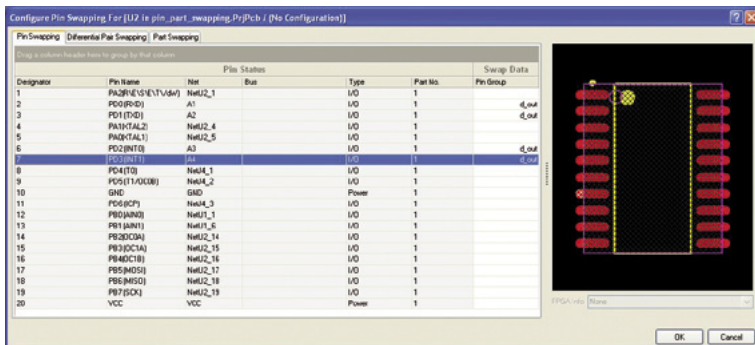 Configure Pin Swapping For [U2 in pin_part_swapping.PrjPcb / (No Configuration)]
Pin Swapping Differential Pair Swapping Part Swapping
Drag a column header here to group by that column
Pin Status Swap Data
Designator Pin Name Net Bus Type Part No. Pin Group
1 PA2(R\E\S\E\T\/dW) NetU2_1 I/O 1
2 PD0(RXD) A1 I/O 1 d_out
3 PD1(TXD) A2 I/O 1 d_out
4 PA1(XTAL2) NetU2_4 I/O 1
5 PA0(XTAL1) NetU2_5 I/O 1
6 PD2(INT0) A3 I/O 1 d_out
7 PD3(INT1) A4 I/O 1 d_out
8 PD4(T0) NetU4_1 I/O 1
9 PD5(T1/OC0B) NetU4_2 I/O 1
10 GND GND Power 1
11 PD6(ICP) NetU4_3 I/O 1
12 PB0(AIN0) NetU1_1 I/O 1
13 PB1(AIN1) NetU1_6 I/O 1
14 PB2(OC0A) NetU2_14 I/O 1
15 PB3(OC1A) NetU2_15 I/O 1
16 PB4(OC1B) NetU2_16 I/O 1
17 PB5(MOSI) NetU2_17 I/O 1
18 PB6(MISO) NetU2_18 I/O 1
19 PB7(SCK) NetU2_19 I/O 1
20 VCC VCC Power 1
FPGA into None
OK Cancel